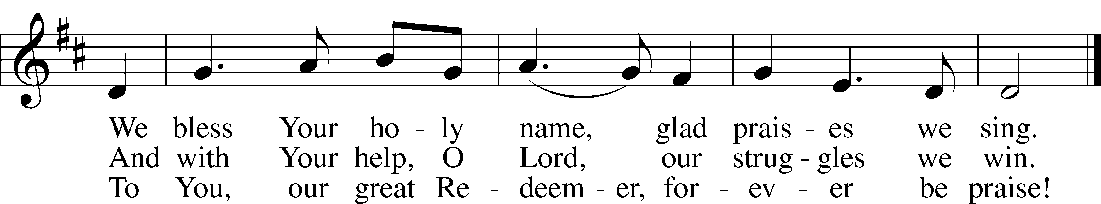 We bless Your ho - ly name, glad prais - es we sing.
And with Your help, O Lord, our strug - gles we win.
To You, our great Re - deem - er, for - ev - er be praise!